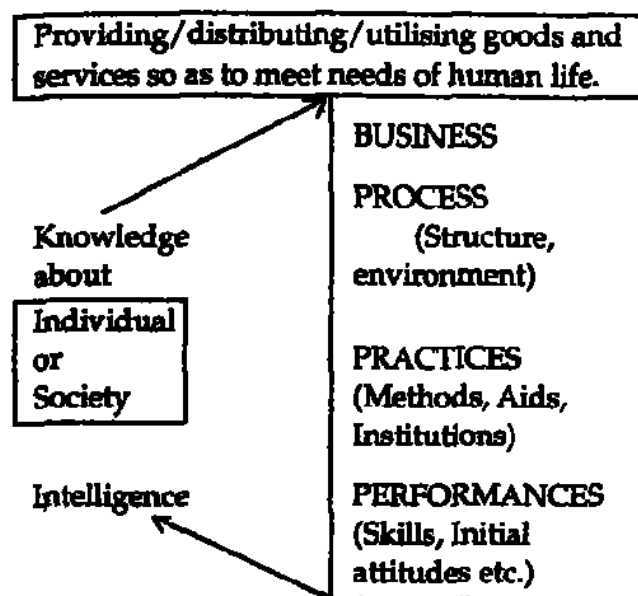 Providing/distributing/utilising goods and
services so as to meet needs of human life.
BUSINESS
PROCESS
(Structure,
environment)
Knowledge
about
Individual
or
Society
PRACTICES
(Methods, Aids,
Institutions)
Intelligence
PERFORMANCES
(Skills, Initial
attitudes etc.)